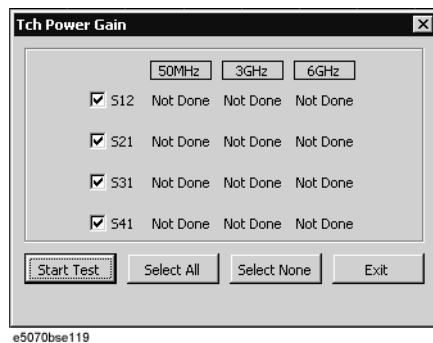 Tch Power Gain
50MHz 3GHz 6GHz
S12 Not Done Not Done Not Done
S21 Not Done Not Done Not Done
S31 Not Done Not Done Not Done
S41 Not Done Not Done Not Done
Start Test Select All Select None Exit
e5070bse119